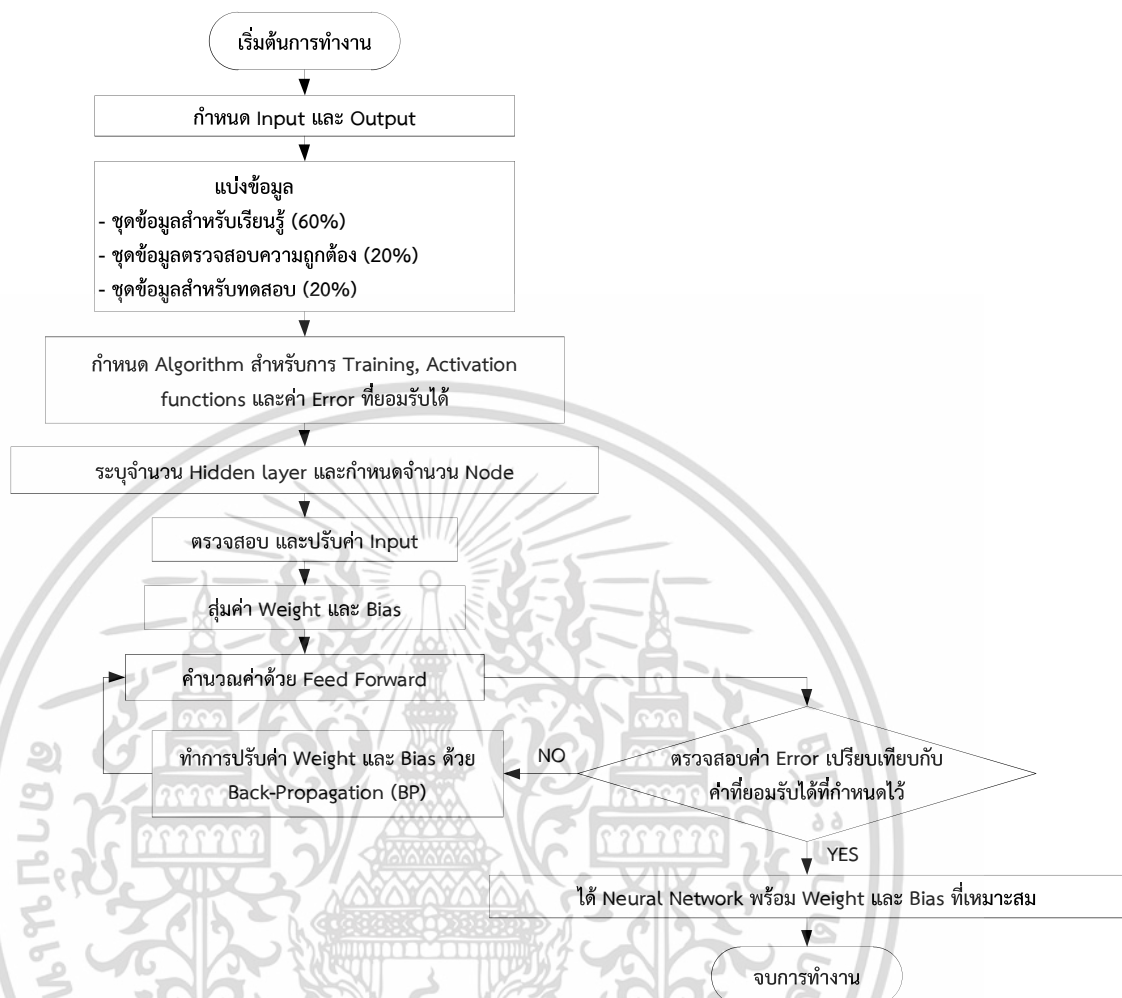 เริ่มต้นการทำงาน
กำหนด Input และ Output
แบ่งข้อมูล
- ชุดข้อมูลสำหรับเรียนรู้ (60%)
- ชุดข้อมูลตรวจสอบความถูกต้อง (20%)
- ชุดข้อมูลสำหรับทดสอบ (20%)
กำหนด Algorithm สำหรับการ Training, Activation
functions และค่า Error ที่ยอมรับได้
ระบุจำนวน Hidden layer และกำหนดจำนวน Node
ตรวจสอบ และปรับค่า Input
สุ่มค่า Weight และ Bias
คำนวณค่าด้วย Feed Forward
ตรวจสอบค่า Error เปรียบเทียบกับ
ค่าที่ยอมรับได้ที่กำหนดไว้
NO
ทำการปรับค่า Weight และ Bias ด้วย
Back-Propagation (BP)
YES
ได้ Neural Network พร้อม Weight และ Bias ที่เหมาะสม
จบการทำงาน